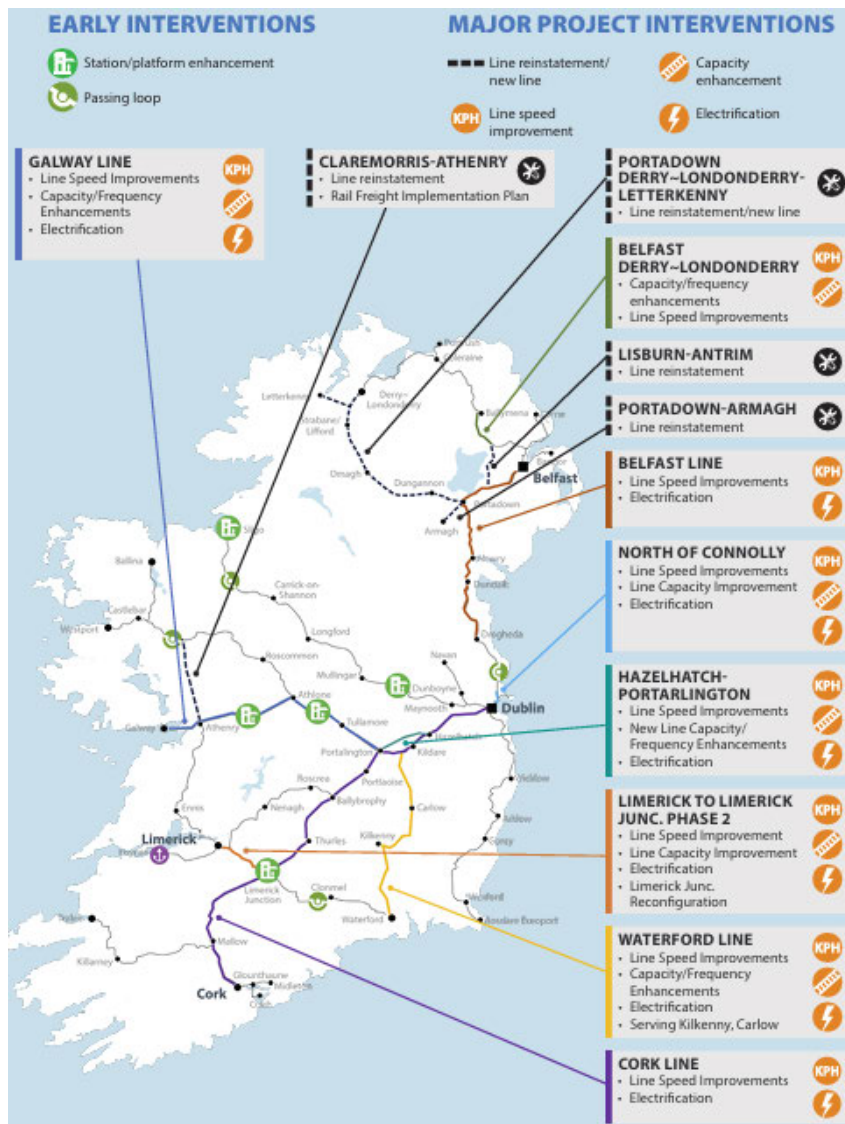 EARLY INTERVENTIONS
Station/platform enhancement
Passing loop
MAJOR PROJECT INTERVENTIONS
Line reinstatement/
new line
Capacity
enhancement
KPH
Line speed
improvement
Electrification
GALWAY LINE
• Line Speed Improvements
• Capacity/Frequency
Enhancements
• Electrification
KPH
CLAREMORRIS-ATHENRY
• Line reinstatement
• Rail Freight Implementation Plan
PORTADOWN
DERRY~LONDONDERRY-
LETTERKENNY
• Line reinstatement/new line
BELFAST
DERRY~LONDONDERRY
• Capacity/frequency
enhancements
• Line Speed Improvements
KPH
LISBURN-ANTRIM
• Line reinstatement
PORTADOWN-ARMAGH
• Line reinstatement
BELFAST LINE
• Line Speed Improvements
• Electrification
KPH
NORTH OF CONNOLLY
• Line Speed Improvements
• Line Capacity Improvement
• Electrification
KPH
HAZELHATCH-
PORTARLINGTON
• Line Speed Improvements
• New Line Capacity/
Frequency Enhancements
• Electrification
KPH
LIMERICK TO LIMERICK
JUNC. PHASE 2
• Line Speed Improvement
• Line Capacity Improvement
• Electrification
• Limerick Junc.
Reconfiguration
KPH
WATERFORD LINE
• Line Speed Improvements
• Capacity/Frequency
Enhancements
• Electrification
• Serving Kilkenny, Carlow
KPH
CORK LINE
• Line Speed Improvements
• Electrification
KPH
Coleraine
Letterkenny
Derry~
Londonderry
Strabane/
Lifford
Ballymena
Omagh
Dungannon
Belfast
Portadown
Armagh
Newry
Dundalk
Sligo
Ballina
Carrick-on-
Shannon
Castlebar
Westport
Longford
Drogheda
Roscommon
Navan
Mullingar
Dunboyne
Maynooth
Dublin
Athlone
Galway
Athenry
Tullamore
Hazelhatch
Portalington
Kildare
Portlaoise
Roscrea
Ballybrophy
Nenagh
Ennis
Carlow
Limerick
Thurles
Kilkenny
Limerick
Junction
Clonmel
Waterford
Wexford
Rosslare Europort
Mallow
Killarney
Glounthaune
Midleton
Cork